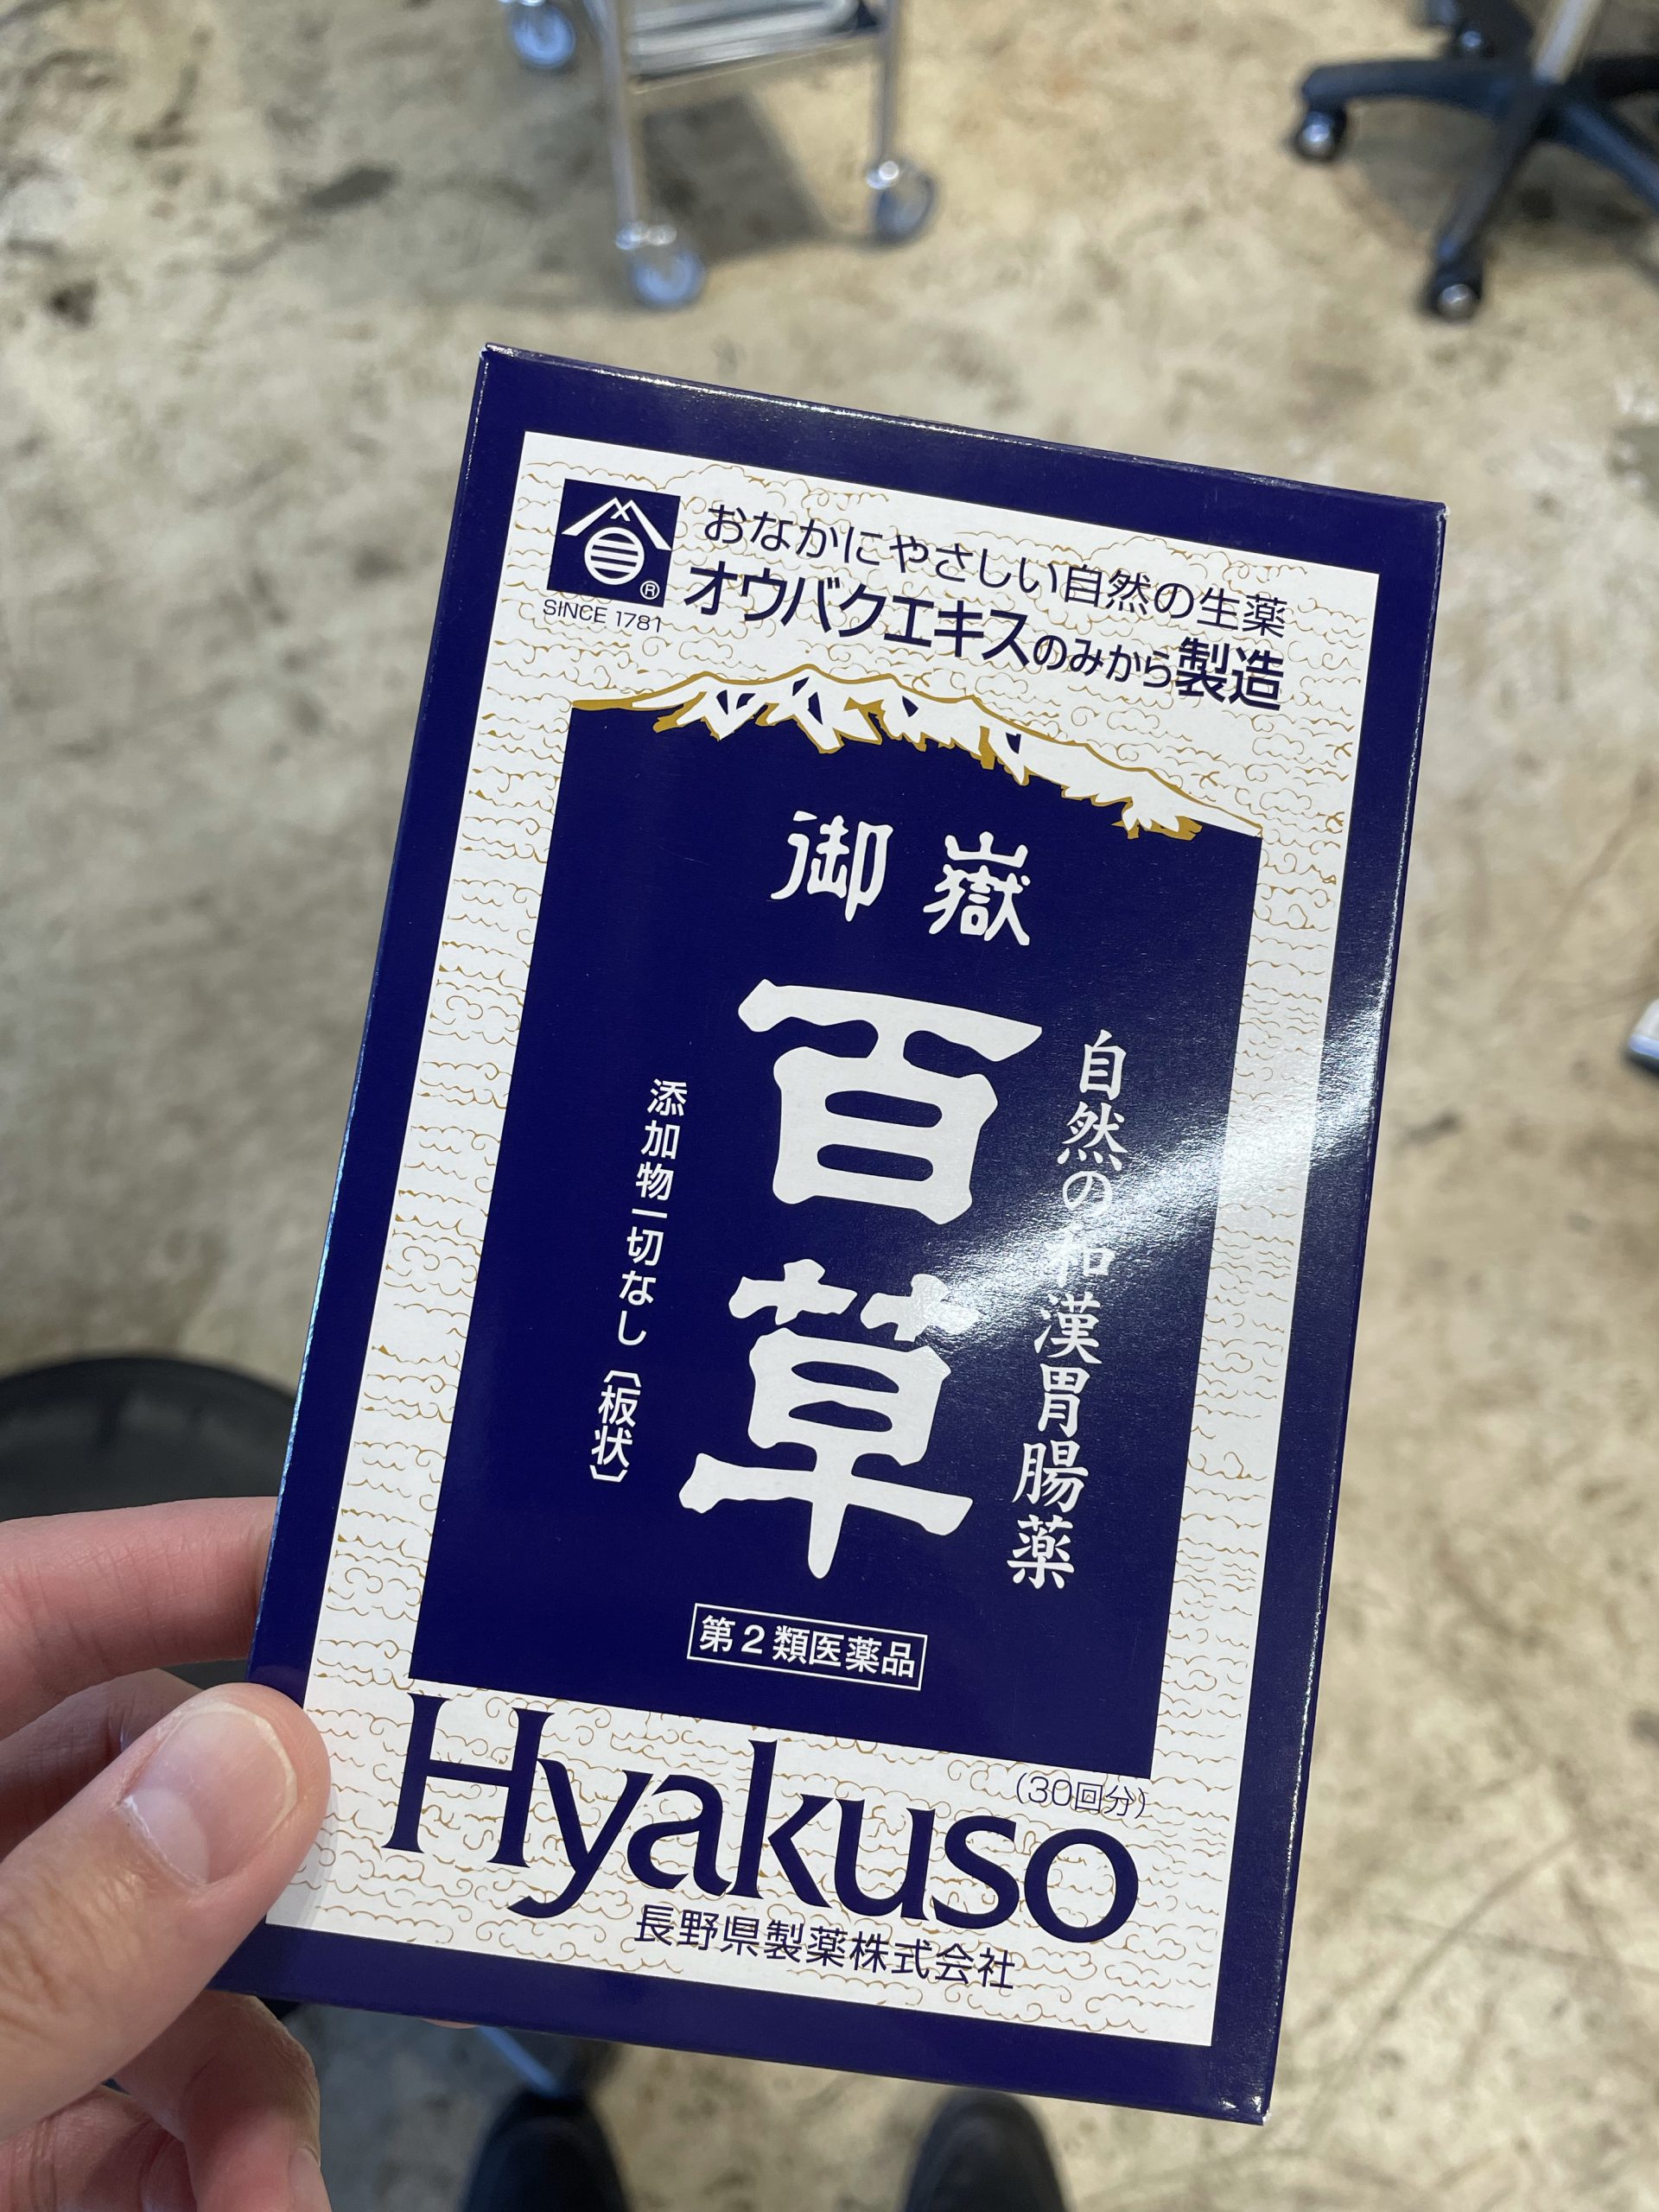 おなかにやさしい自然の生薬
オウバクエキスのみから製造
®
SINCE 1781
御嶽
百草
自然の和漢胃腸薬
添加物一切なし〔板状〕
第2類医薬品
(30回分)
Hyakuso
長野県製薬株式会社